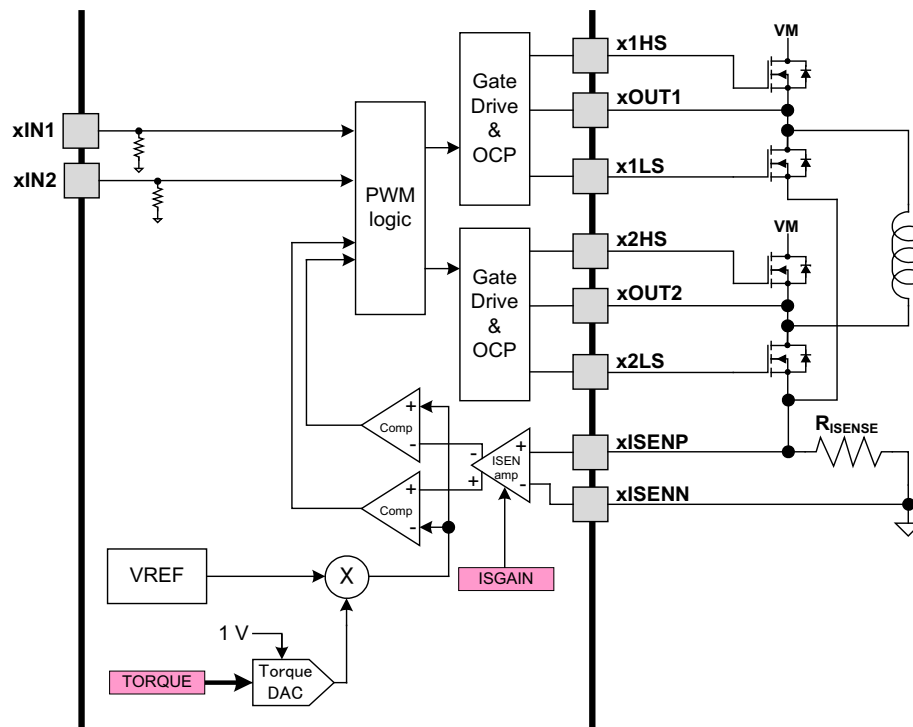 xIN1
xIN2
PWM
logic
Gate
Drive
&
OCP
Gate
Drive
&
OCP
x1HS
xOUT1
x1LS
x2HS
xOUT2
x2LS
xISENP
xISENN
VM
VM
RISENSE
+
Comp
-
+
Comp
-
-
+
ISEN
amp
+
-
ISGAIN
VREF
X
1 V
TORQUE
Torque
DAC